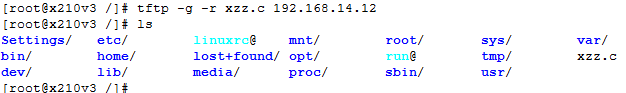 [root@x210v3 /]# tftp -g -r xzz.c 192.168.14.12
[root@x210v3 /]# ls
Settings/ etc/ linuxrc@ mnt/ root/ sys/ var/
bin/ home/ lost+found/ opt/ run@ tmp/ xzz.c
dev/ lib/ media/ proc/ sbin/ usr/
[root@x210v3 /]#